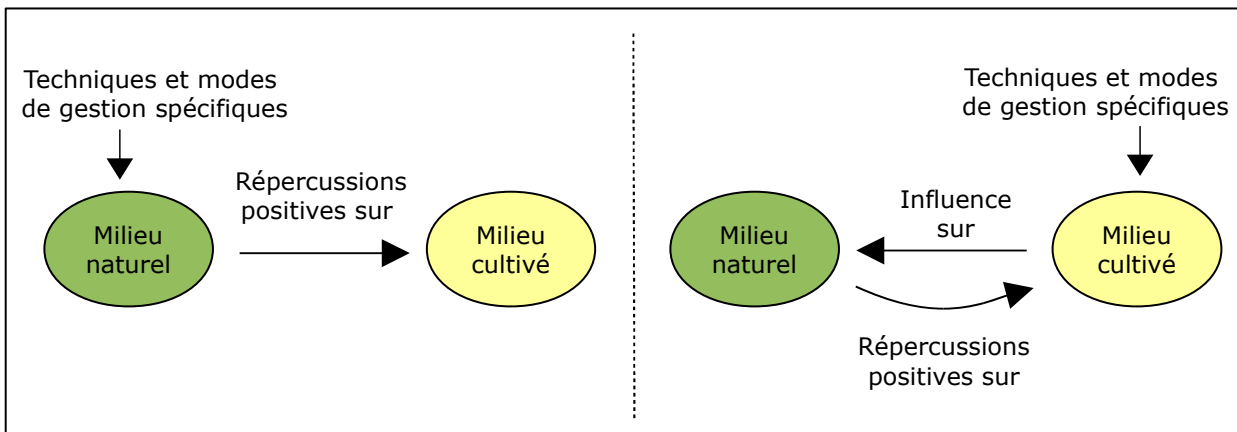 Techniques et modes
de gestion spécifiques
Répercussions
positives sur
Milieu
naturel
Milieu
cultivé
Techniques et modes
de gestion spécifiques
Influence
sur
Milieu
naturel
Milieu
cultivé
Répercussions
positives sur